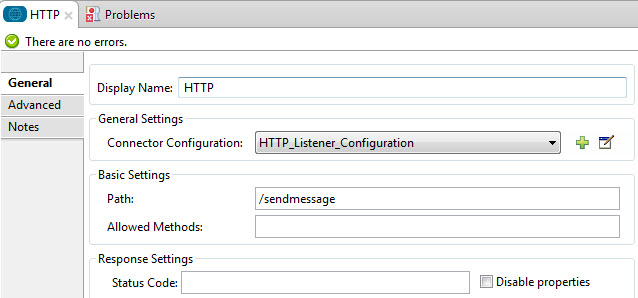 HTTP
Problems
There are no errors.
General
Advanced
Notes
Display Name: HTTP
General Settings
Connector Configuration: HTTP_Listener_Configuration
Basic Settings
Path: /sendmessage
Allowed Methods:
Response Settings
Status Code: Disable properties